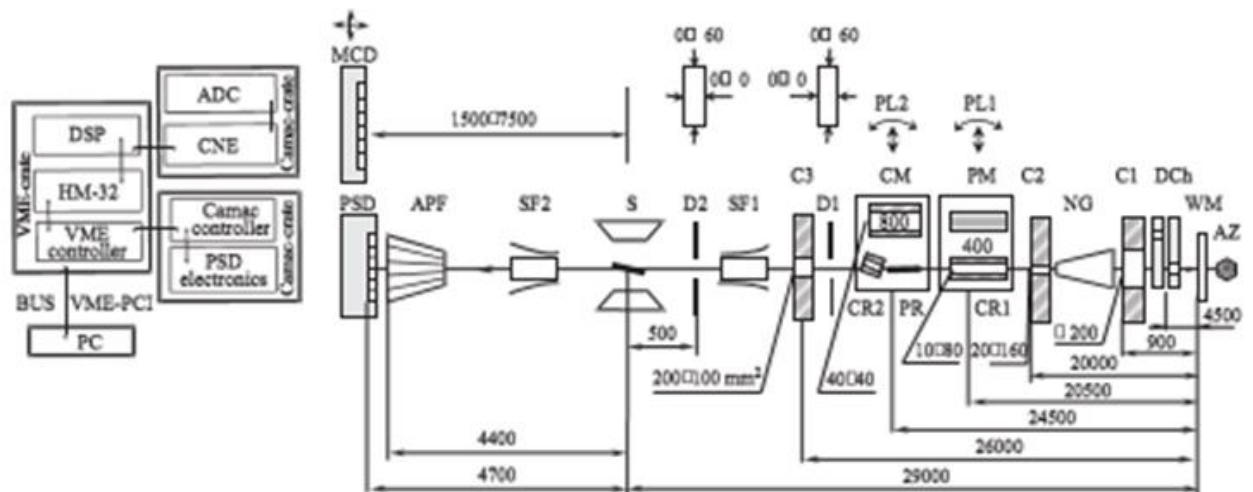 MCD
0□ 60
0□ 60
ADC
CNE
Camac-crate
DSP
HM-32
VME controller
VME-crate
Camac controller
PSD electronics
Camac-crate
BUS VME-PCI
PC
1500□7500
0□ 0
0□ 0
PL2
PL1
PSD
APF
SF2
S
D2
SF1
C3
D1
CM
PM
C2
NG
C1
DCh
WM
AZ
800
400
CR2
PR
CR1
500
200□100 mm²
40□40
10□80
20□160
□ 200
4500
900
20000
20500
24500
26000
29000
4400
4700